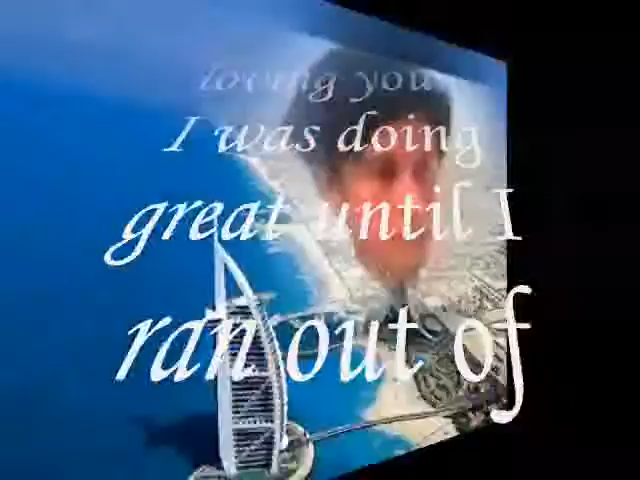 loving you
I was doing
great until I
ran out of